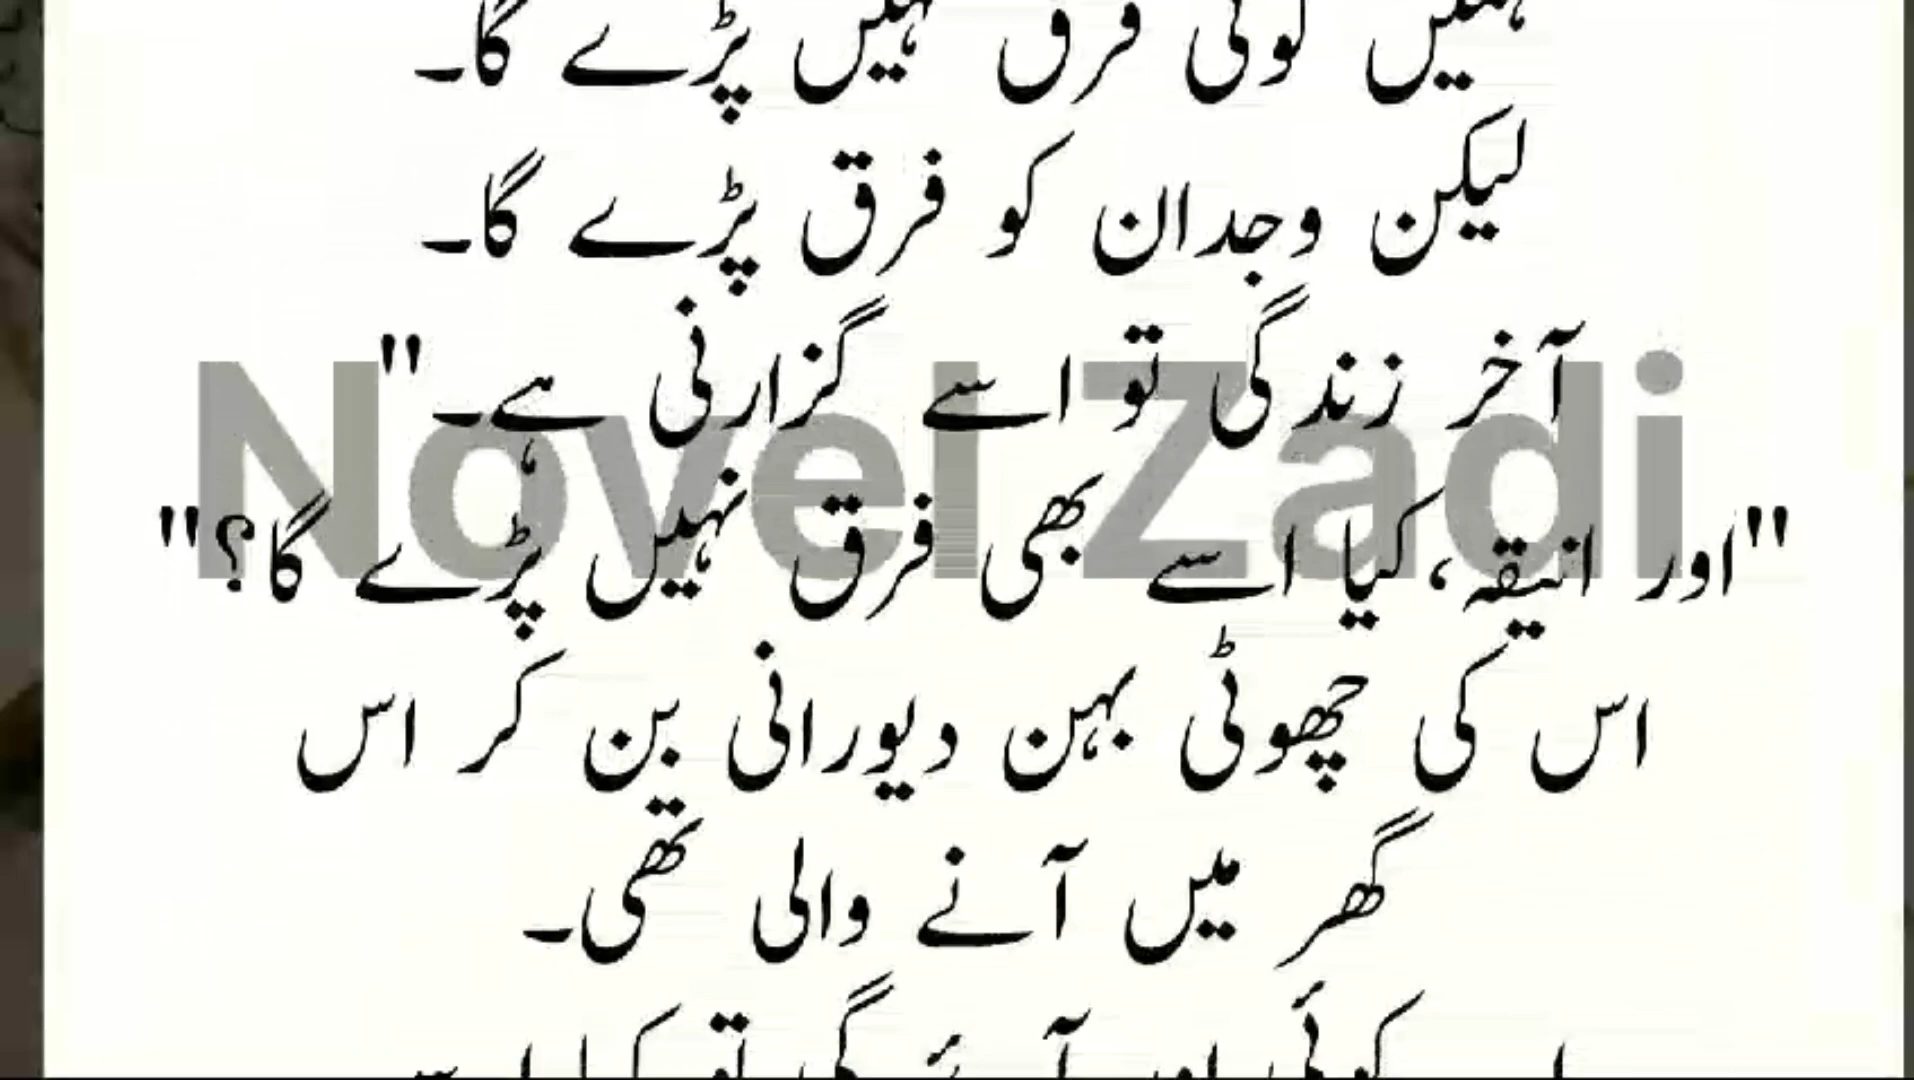 ہمیں کوئی فرق نہیں پڑے گا۔
لیکن وجدان کو فرق پڑے گا۔
آخر زندگی تو اسے گزارنی ہے۔"
Novel Zadi
"اور انیقہ، کیا اسے بھی فرق نہیں پڑے گا؟"
اس کی چھوٹی بہن دیورانی بن کر اس
گھر میں آنے والی تھی۔